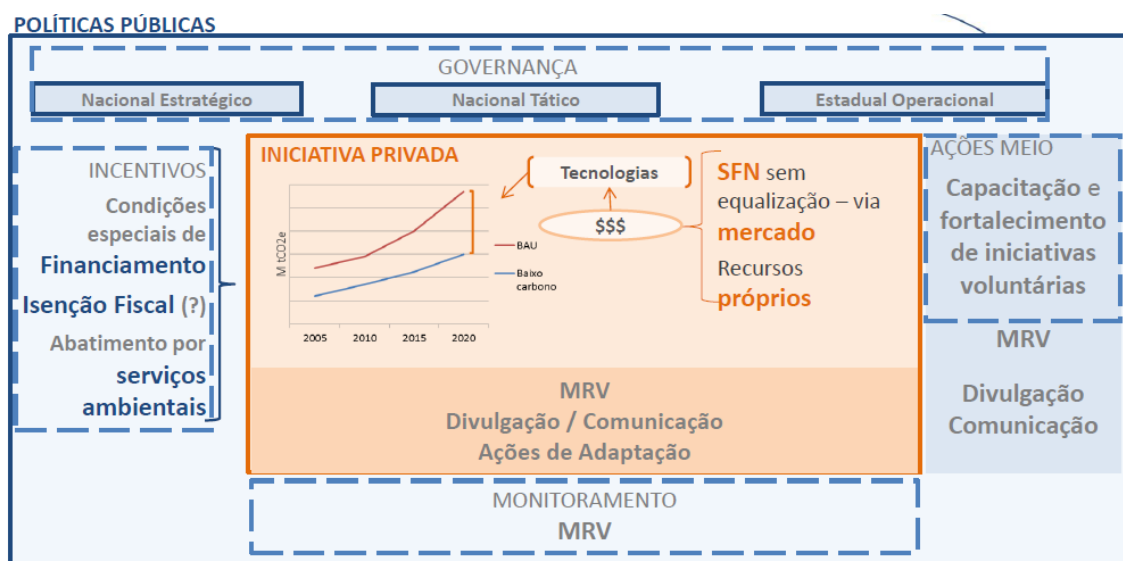 POLÍTICAS PÚBLICAS
GOVERNANÇA
Nacional Estratégico
Nacional Tático
Estadual Operacional
INCENTIVOS
Condições
especiais de
Financiamento
Isenção Fiscal (?)
Abatimento por
serviços
ambientais
INICIATIVA PRIVADA
M tCO2e
2005
2010
2015
2020
BAU
Baixo
carbono
Tecnologias
$$$
SFN sem
equalização – via
mercado
Recursos
próprios
MRV
Divulgação / Comunicação
Ações de Adaptação
AÇÕES MEIO
Capacitação e
fortalecimento
de iniciativas
voluntárias
MRV
Divulgação
Comunicação
MONITORAMENTO
MRV